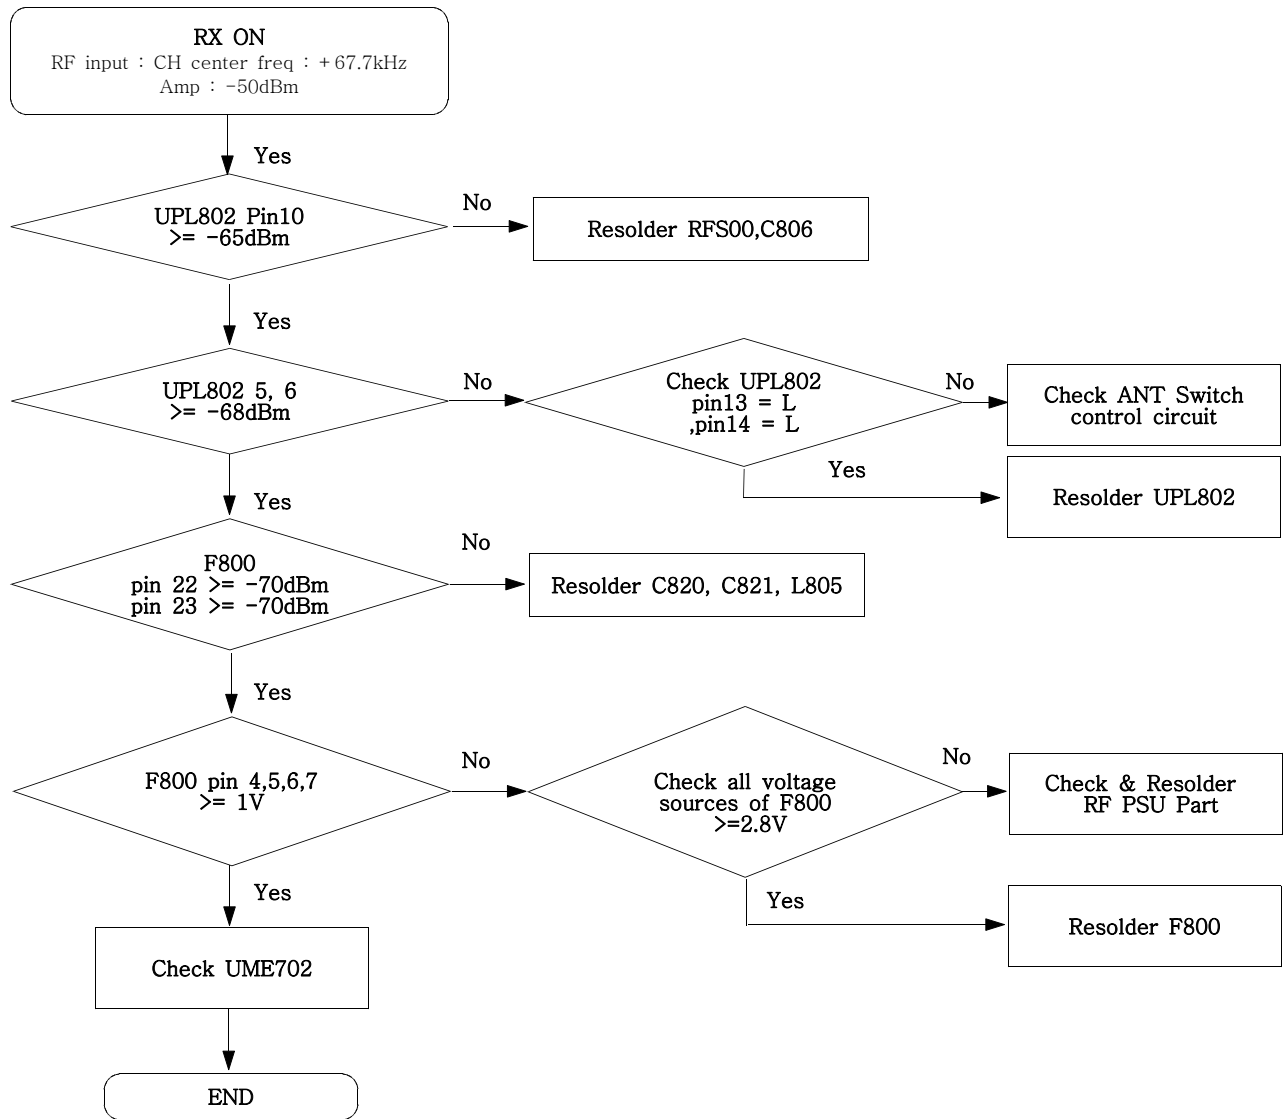 RX ON
RF input : CH center freq : +67.7kHz
Amp : -50dBm
Yes
UPL802 Pin10
>= -65dBm
No
Resolder RFS00,C806
Yes
UPL802 5, 6
>= -68dBm
No
Check UPL802
pin13 = L
,pin14 = L
No
Check ANT Switch
control circuit
Yes
Resolder UPL802
Yes
F800
pin 22 >= -70dBm
pin 23 >= -70dBm
No
Resolder C820, C821, L805
Yes
F800 pin 4,5,6,7
>= 1V
No
Check all voltage
sources of F800
>=2.8V
No
Check & Resolder
RF PSU Part
Yes
Resolder F800
Yes
Check UME702
END